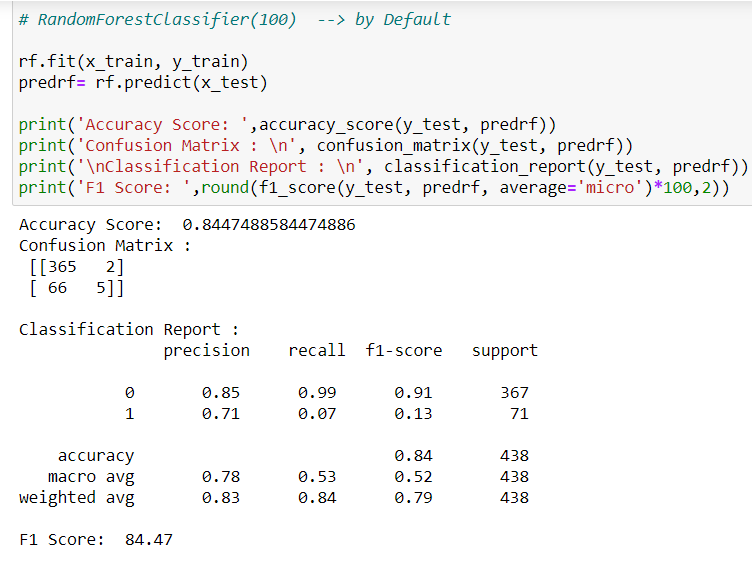 # RandomForestClassifier(100)  --> by Default
rf.fit(x_train, y_train)
predrf= rf.predict(x_test)
print('Accuracy Score: ',accuracy_score(y_test, predrf))
print('Confusion Matrix : \n', confusion_matrix(y_test, predrf))
print('\nClassification Report : \n', classification_report(y_test, predrf))
print('F1 Score: ',round(f1_score(y_test, predrf, average='micro')*100,2))
Accuracy Score:  0.8447488584474886
Confusion Matrix :
[[365   2]
[ 66   5]]
Classification Report :
precision    recall  f1-score   support
0       0.85      0.99      0.91       367
1       0.71      0.07      0.13        71
accuracy                           0.84       438
macro avg       0.78      0.53      0.52       438
weighted avg       0.83      0.84      0.79       438
F1 Score:  84.47